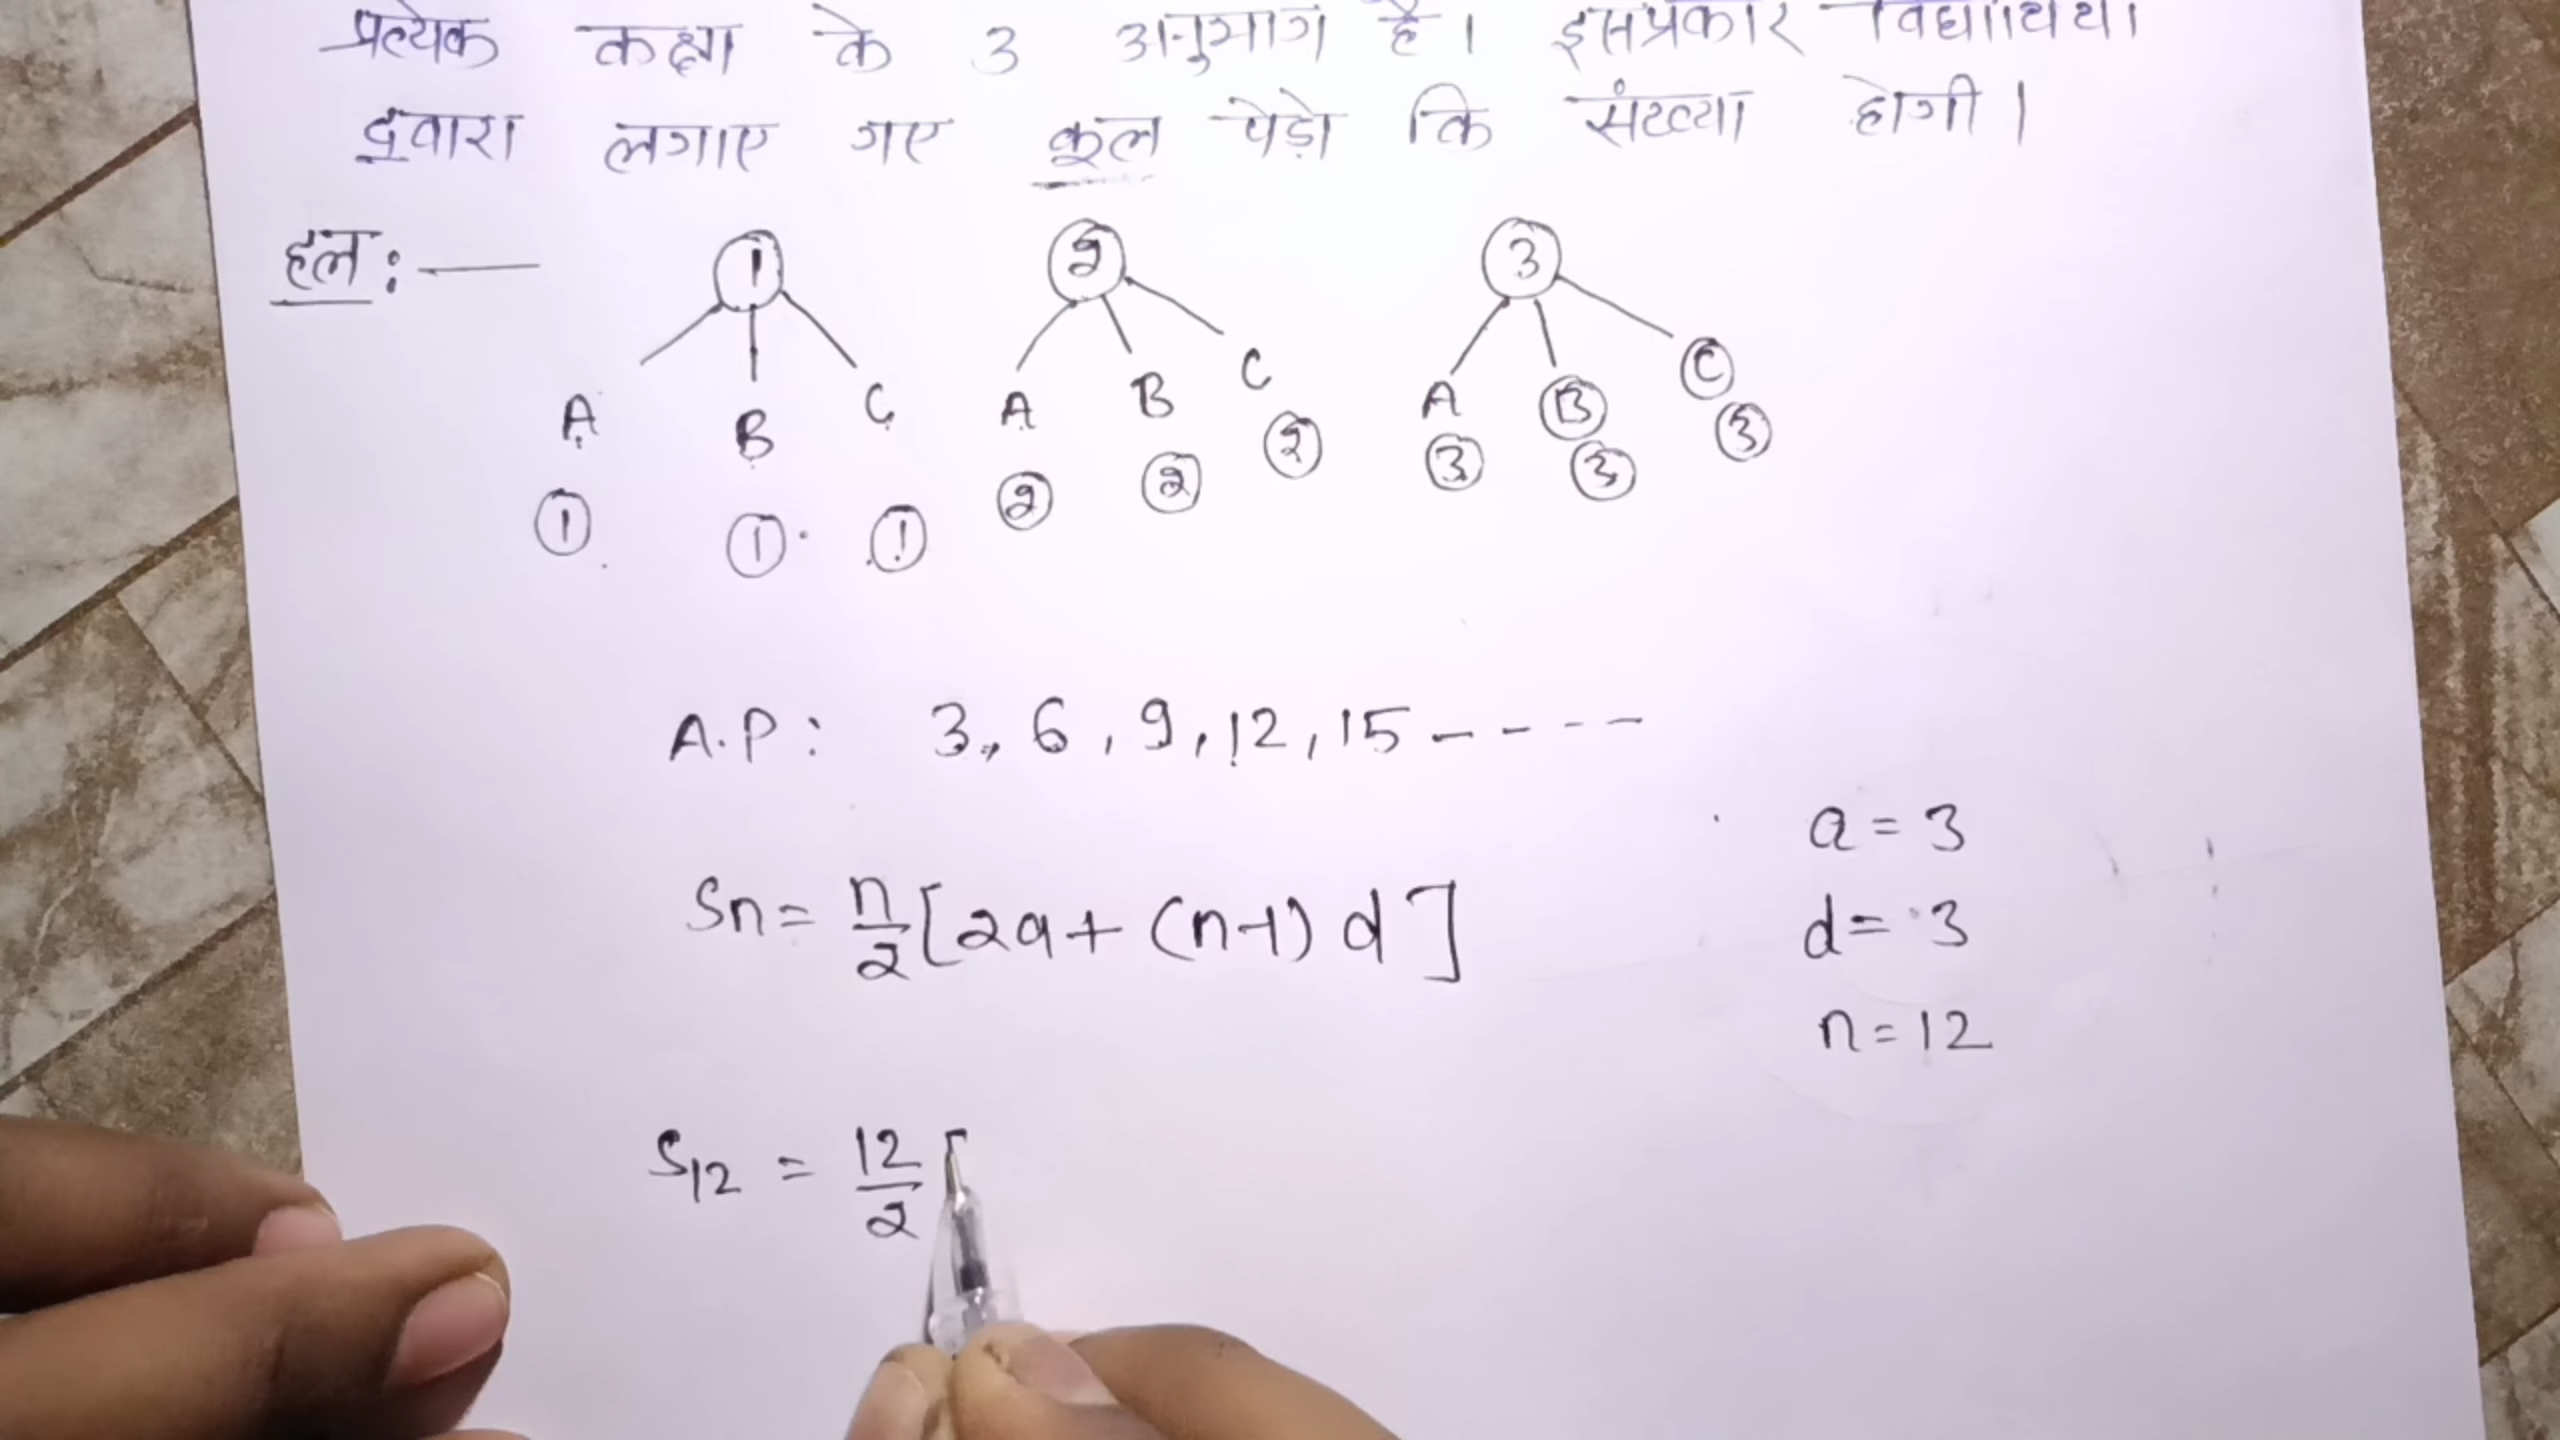 प्रत्येक कक्षा के 3 अनुभाग है। इसप्रकार विद्यार्थियों
द्वारा लगाए गए कूल पेड़ो कि संख्या होगी।
हल :—
1 2 3
A B C A B C A B C
1 1 1 2 2 2 3 3 3
A.P : 3, 6, 9, 12, 15 - - - -
a = 3
Sn = n/2 [2a + (n-1) d]
d = 3
n = 12
S12 = 12/2 [